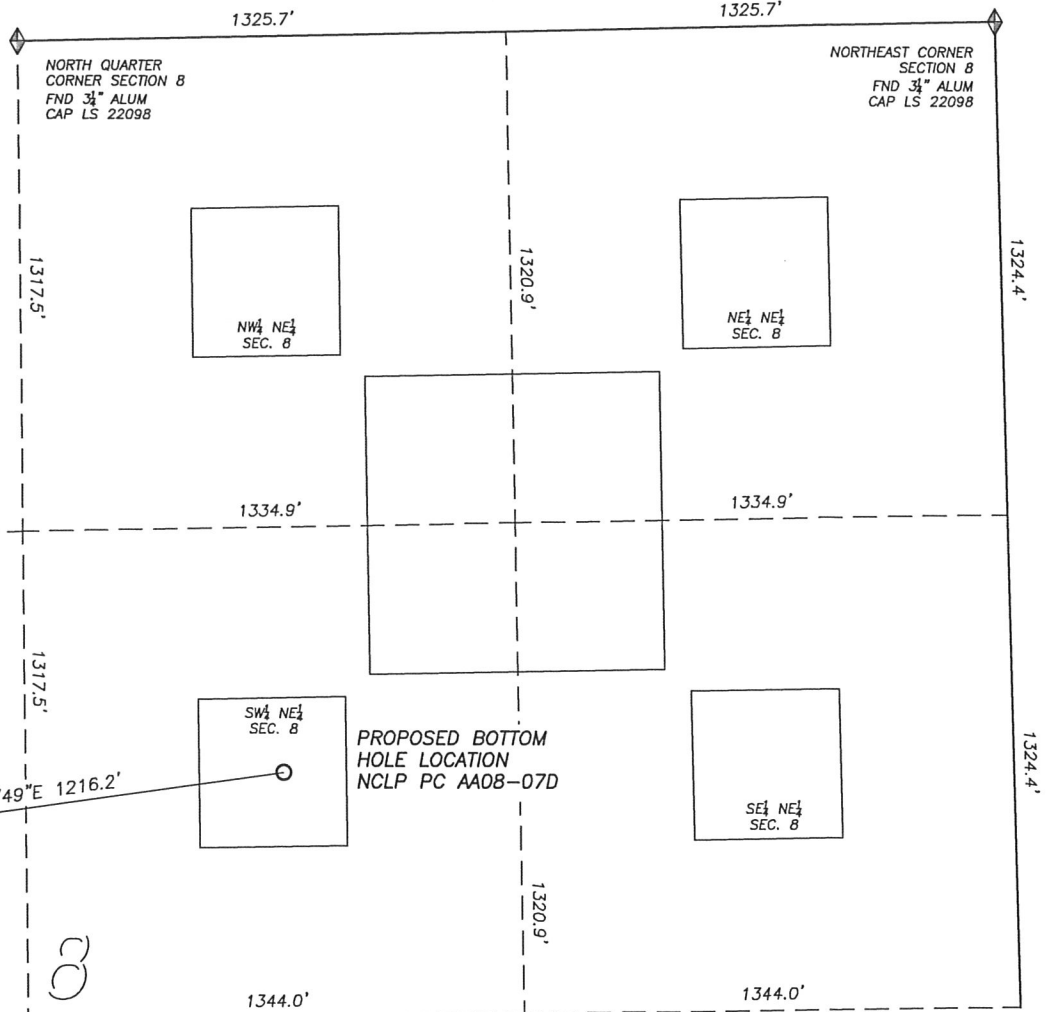 1325.7'
1325.7'
NORTH QUARTER
CORNER SECTION 8
FND 3¼" ALUM
CAP LS 22098
NORTHEAST CORNER
SECTION 8
FND 3¼" ALUM
CAP LS 22098
1317.5'
1320.9'
1324.4'
NW¼ NE¼
SEC. 8
NE¼ NE¼
SEC. 8
1334.9'
1334.9'
1317.5'
SW¼ NE¼
SEC. 8
PROPOSED BOTTOM
HOLE LOCATION
NCLP PC AA08-07D
1324.4'
49"E 1216.2'
SE¼ NE¼
SEC. 8
1320.9'
8
1344.0'
1344.0'